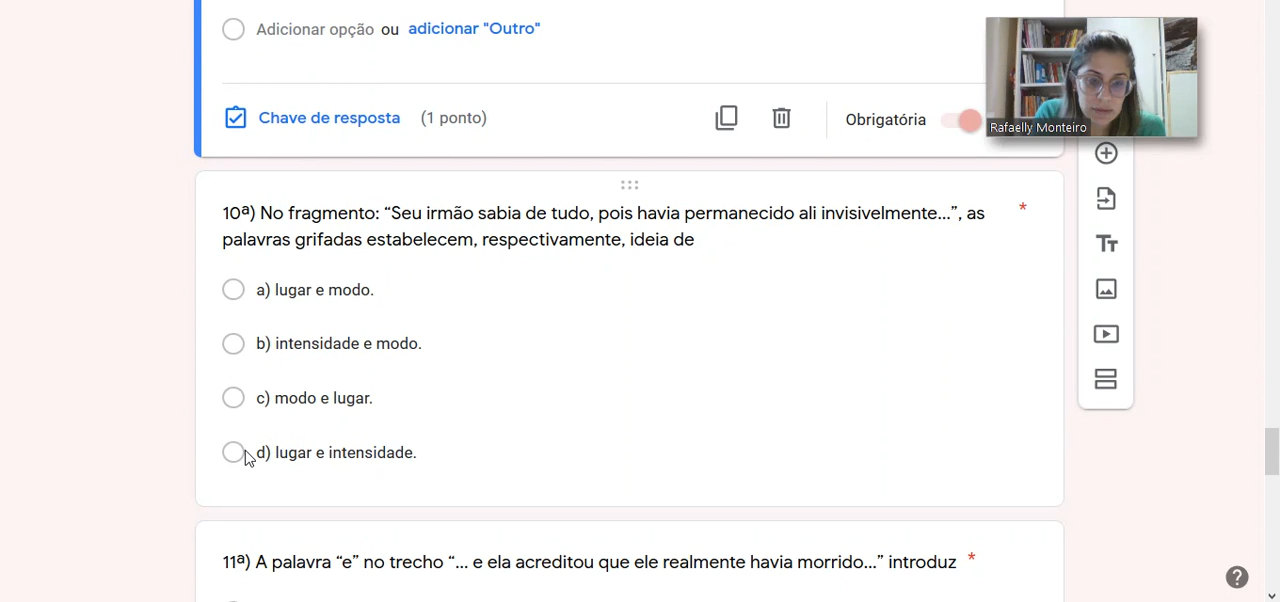 Adicionar opção ou adicionar "Outro"
Chave de resposta (1 ponto)
Obrigatória
Rafaelly Monteiro
10ª) No fragmento: “Seu irmão sabia de tudo, pois havia permanecido ali invisivelmente...”, as *
palavras grifadas estabelecem, respectivamente, ideia de
a) lugar e modo.
b) intensidade e modo.
c) modo e lugar.
d) lugar e intensidade.
11ª) A palavra “e” no trecho “... e ela acreditou que ele realmente havia morrido...” introduz *